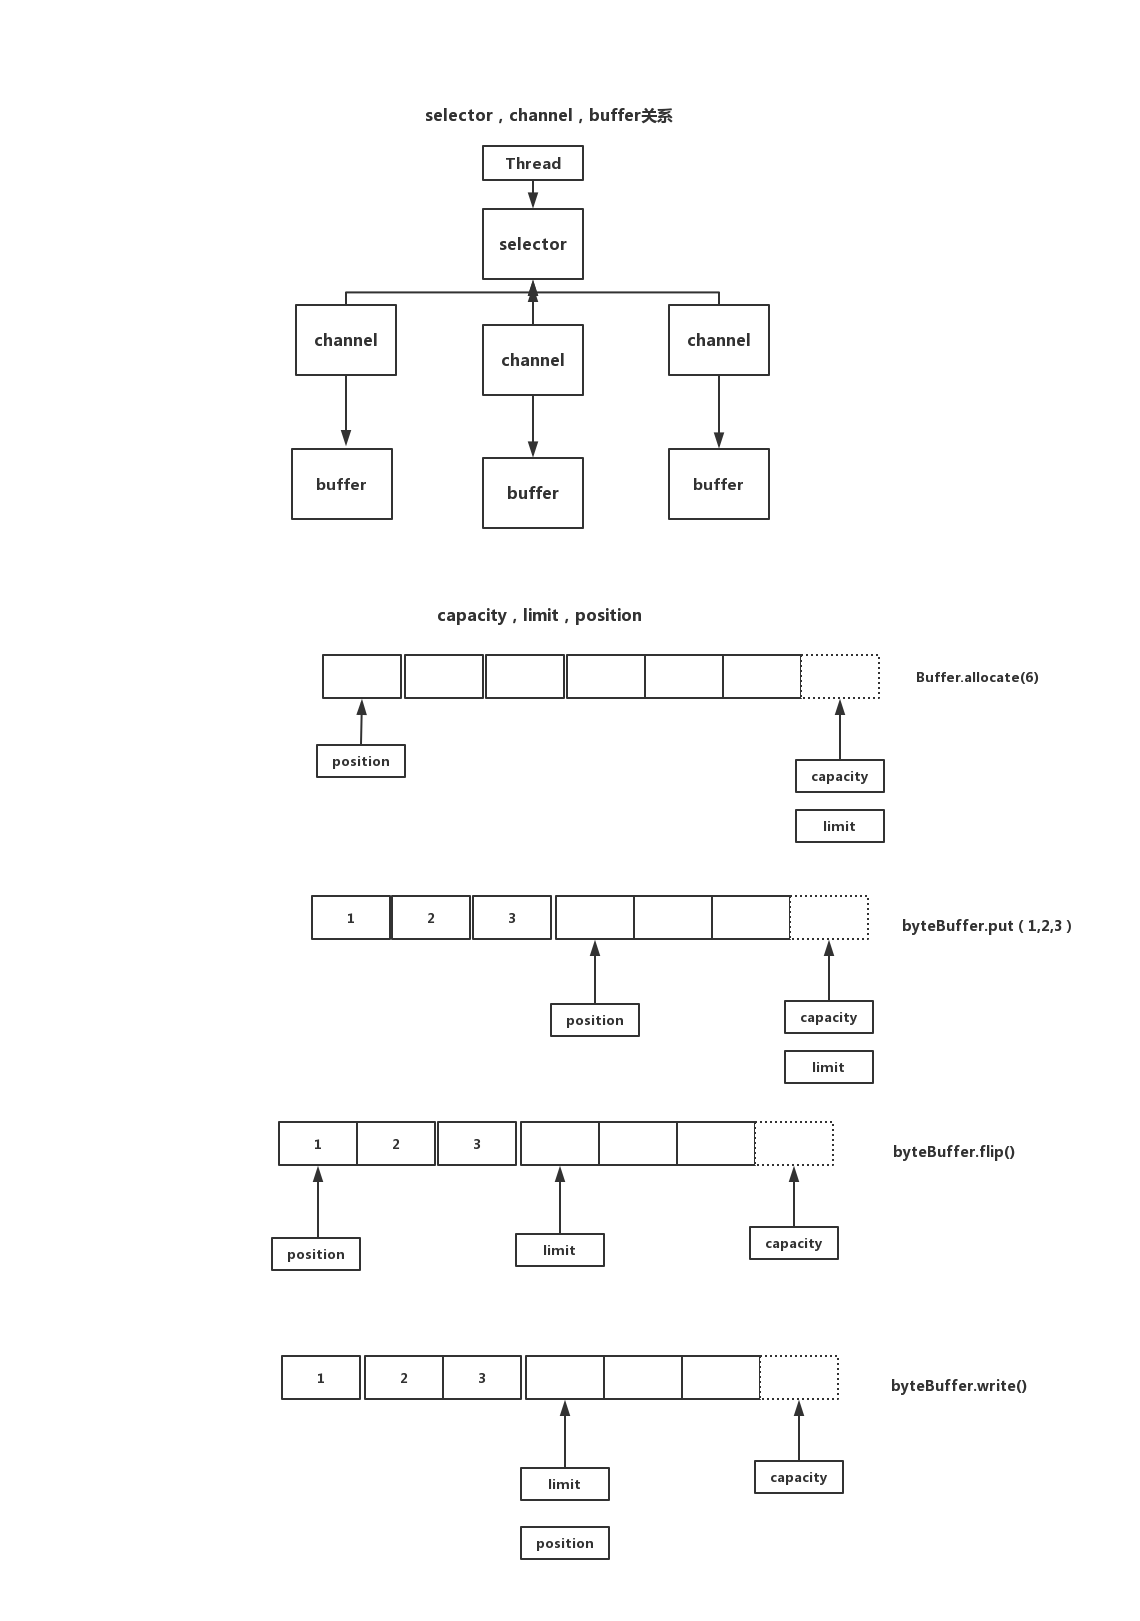 selector，channel，buffer关系
Thread
selector
channel
channel
channel
buffer
buffer
buffer
capacity，limit，position
Buffer.allocate(6)
position
capacity
limit
1
2
3
byteBuffer.put（1,2,3）
position
capacity
limit
1
2
3
byteBuffer.flip()
position
limit
capacity
1
2
3
byteBuffer.write()
limit
capacity
position